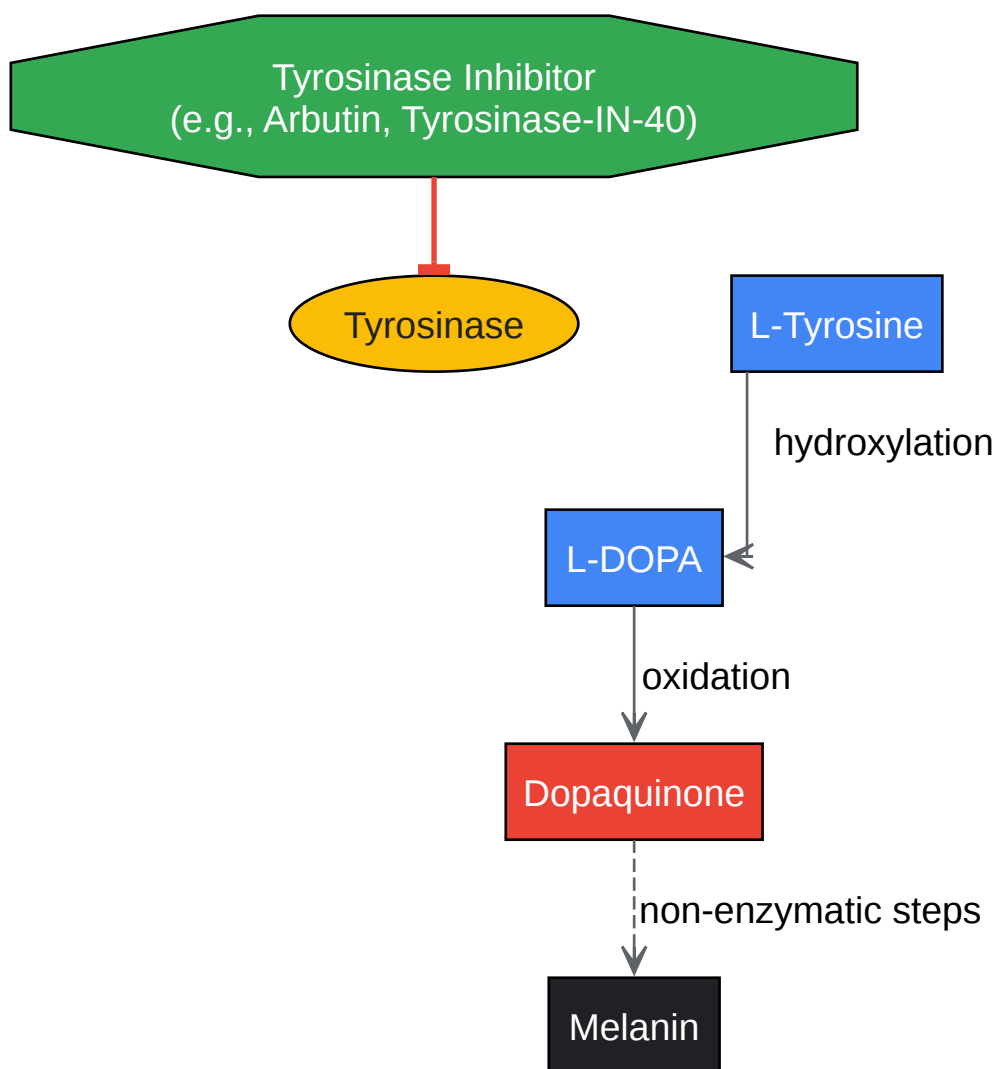 Tyrosinase Inhibitor
(e.g., Arbutin, Tyrosinase-IN-40)
Tyrosinase
L-Tyrosine
hydroxylation
L-DOPA
oxidation
Dopaquinone
non-enzymatic steps
Melanin